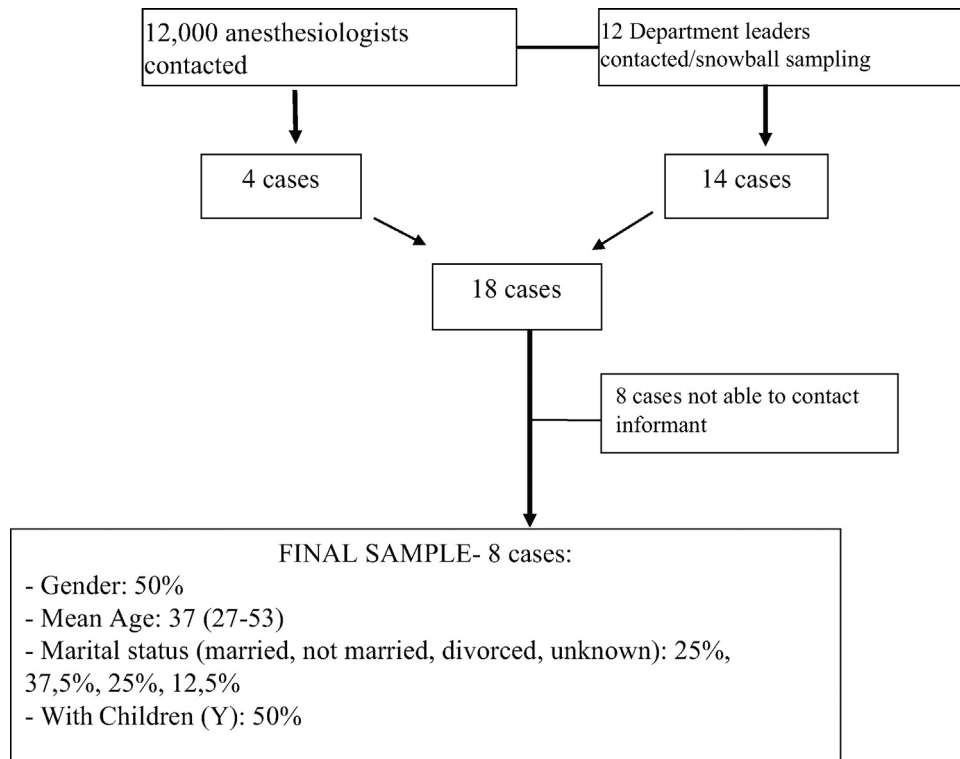 12,000 anesthesiologists
contacted
12 Department leaders
contacted/snowball sampling
4 cases
14 cases
18 cases
8 cases not able to contact
informant
FINAL SAMPLE- 8 cases:
- Gender: 50%
- Mean Age: 37 (27-53)
- Marital status (married, not married, divorced, unknown): 25%,
37,5%, 25%, 12,5%
- With Children (Y): 50%